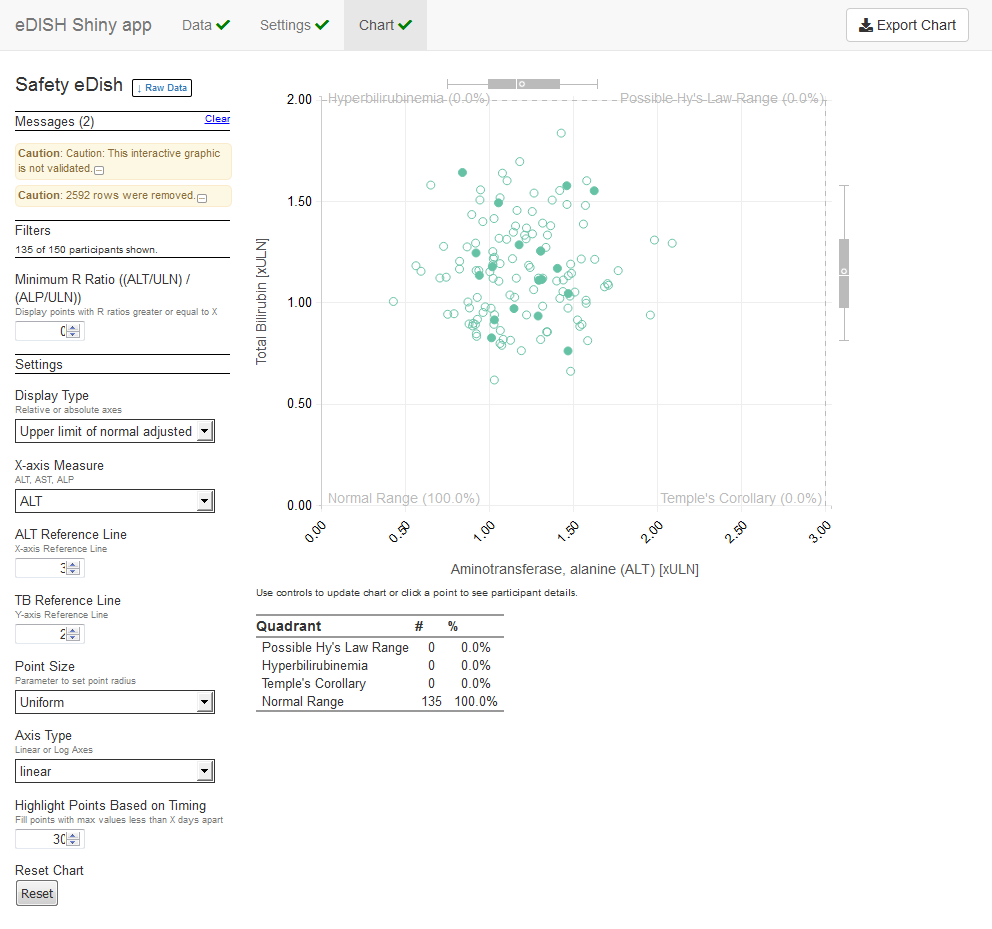 eDISH Shiny app
Data
Settings
Chart
Export Chart
Safety eDish
↓ Raw Data
Messages (2)
Clear
Caution: Caution: This interactive graphic
is not validated.
Caution: 2592 rows were removed.
Filters
135 of 150 participants shown.
Minimum R Ratio ((ALT/ULN) /
(ALP/ULN))
Display points with R ratios greater or equal to X
0
Settings
Display Type
Relative or absolute axes
Upper limit of normal adjusted
X-axis Measure
ALT, AST, ALP
ALT
ALT Reference Line
X-axis Reference Line
3
TB Reference Line
Y-axis Reference Line
2
Point Size
Parameter to set point radius
Uniform
Axis Type
Linear or Log Axes
linear
Highlight Points Based on Timing
Fill points with max values less than X days apart
30
Reset Chart
Reset
Hyperbilirubinemia (0.0%)
Possible Hy's Law Range (0.0%)
2.00
1.50
1.00
0.50
0.00
Total Bilirubin [xULN]
Normal Range (100.0%)
Temple's Corollary (0.0%)
0.00
0.50
1.00
1.50
2.00
2.50
3.00
Aminotransferase, alanine (ALT) [xULN]
Use controls to update chart or click a point to see participant details.
Quadrant # %
Possible Hy's Law Range 0 0.0%
Hyperbilirubinemia 0 0.0%
Temple's Corollary 0 0.0%
Normal Range 135 100.0%